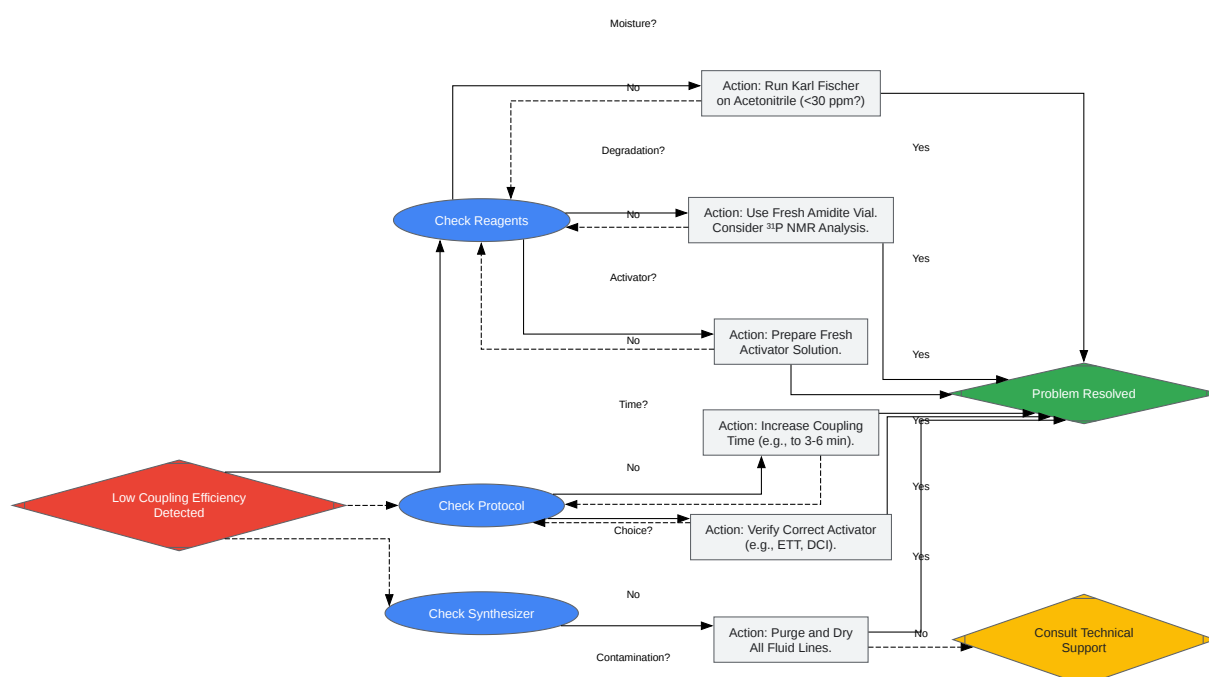 Moisture?
No
Action: Run Karl Fischer
on Acetonitrile (<30 ppm?)
Degradation?
Yes
Check Reagents
No
Action: Use Fresh Amidite Vial.
Consider ³¹P NMR Analysis.
Yes
Activator?
No
Action: Prepare Fresh
Activator Solution.
Yes
Problem Resolved
Time?
Action: Increase Coupling
Time (e.g., to 3-6 min).
Yes
No
Low Coupling Efficiency
Detected
Check Protocol
Yes
Choice?
Action: Verify Correct Activator
(e.g., ETT, DCI).
Yes
No
Check Synthesizer
Action: Purge and Dry
All Fluid Lines.
No
Consult Technical
Support
Contamination?